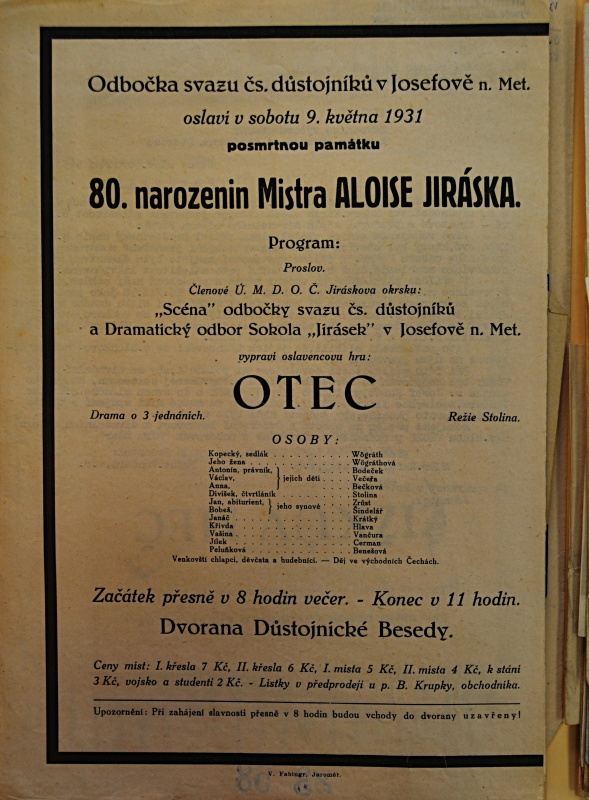 Odbočka svazu čs. důstojníků v Josefově n. Met.
oslaví v sobotu 9. května 1931
posmrtnou památku
80. narozenin Mistra ALOISE JIRÁSKA.
Program:
Proslov.
Členové Ú. M. D. O. Č. Jiráskova okrsku:
„Scéna" odbočky svazu čs. důstojníků
a Dramatický odbor Sokola „Jirásek" v Josefově n. Met.
vypraví oslavencovu hru:
OTEC
Drama o 3 jednáních. Režie Stolina.
OSOBY:
Kopecký, sedlák . . . . . . . . . . Wögráth
Jeho žena . . . . . . . . . . . . Wögráthová
Antonín, právník, Bodeček
Václav, } jejich děti . . . . Večeřa
Anna, Bečková
Divíšek, čtvrtláník . . . . . . . . . Stolina
Jan, abiturient, } jeho synové . . . Zrůst
Bobeš, Šindelář
Janáč . . . . . . . . . . . . . Krátký
Křivda . . . . . . . . . . . . . Hlava
Vašina . . . . . . . . . . . . . Vančura
Jílek . . . . . . . . . . . . . Cerman
Peluňková . . . . . . . . . . . . Benešová
Venkovští chlapci, děvčata a hudebníci. — Děj ve východních Čechách.
Začátek přesně v 8 hodin večer. - Konec v 11 hodin.
Dvorana Důstojnické Besedy.
Ceny míst: I. křesla 7 Kč, II. křesla 6 Kč, I. místa 5 Kč, II. místa 4 Kč, k stání
3 Kč, vojsko a studenti 2 Kč. - Lístky v předprodeji u p. B. Krupky, obchodníka.
Upozornění: Při zahájení slavnosti přesně v 8 hodin budou vchody do dvorany uzavřeny!
V. Fabingr, Jaroměř.